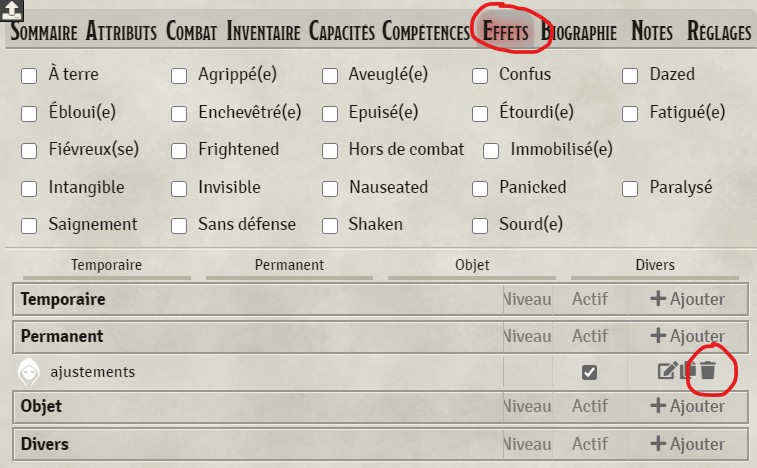 Sommaire Attributs Combat Inventaire Capacités Compétences Effets Biographie Notes Réglages
À terre Agrippé(e) Aveuglé(e) Confus Dazed
Ébloui(e) Enchevêtré(e) Epuisé(e) Étourdi(e) Fatigué(e)
Fiévreux(se) Frightened Hors de combat Immobilisé(e)
Intangible Invisible Nauseated Panicked Paralysé
Saignement Sans défense Shaken Sourd(e)
Temporaire Permanent Objet Divers
Temporaire Niveau Actif Ajouter
Permanent Niveau Actif Ajouter
ajustements
Objet Niveau Actif Ajouter
Divers Niveau Actif Ajouter